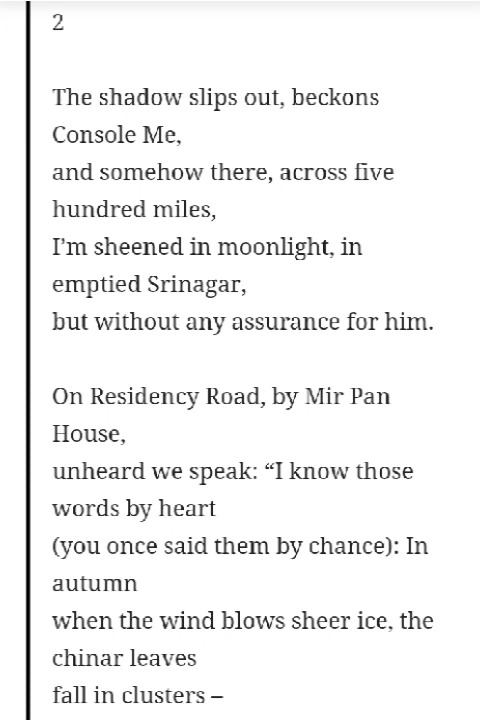 2
The shadow slips out, beckons
Console Me,
and somehow there, across five
hundred miles,
I’m sheened in moonlight, in
emptied Srinagar,
but without any assurance for him.
On Residency Road, by Mir Pan
House,
unheard we speak: “I know those
words by heart
(you once said them by chance): In
autumn
when the wind blows sheer ice, the
chinar leaves
fall in clusters –